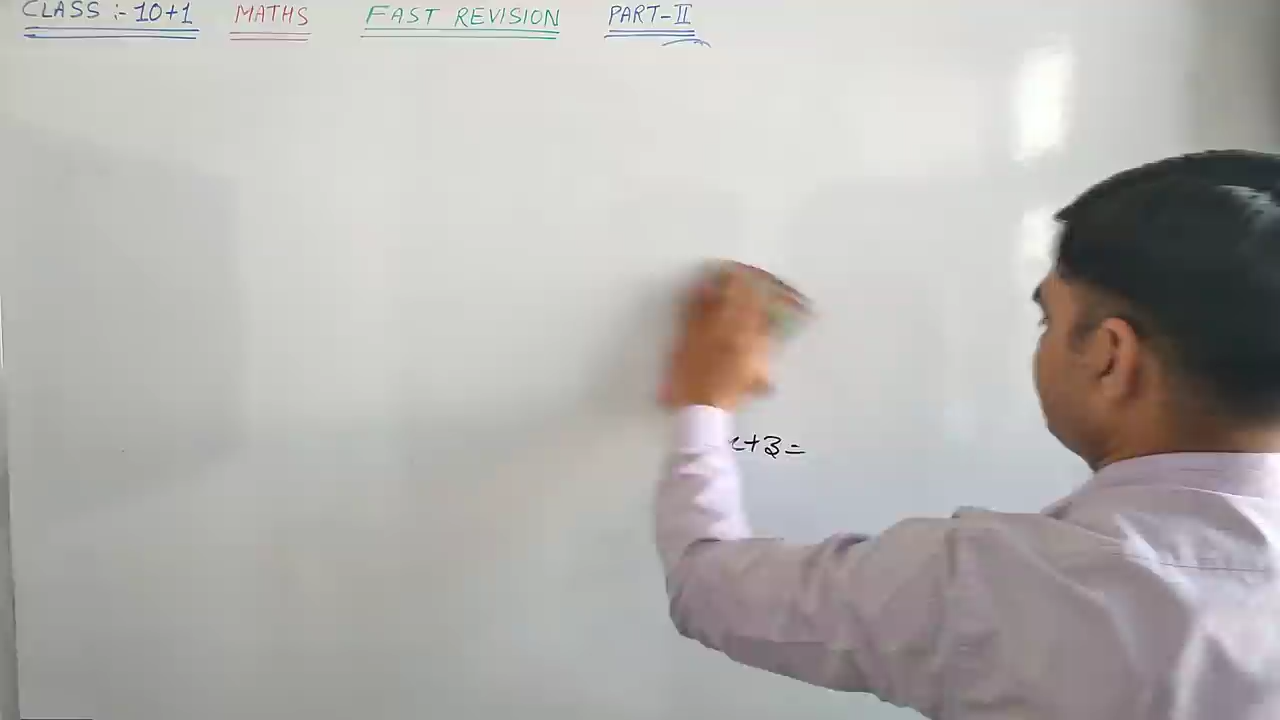 CLASS :- 10+1 MATHS FAST REVISION PART-II
x+3=